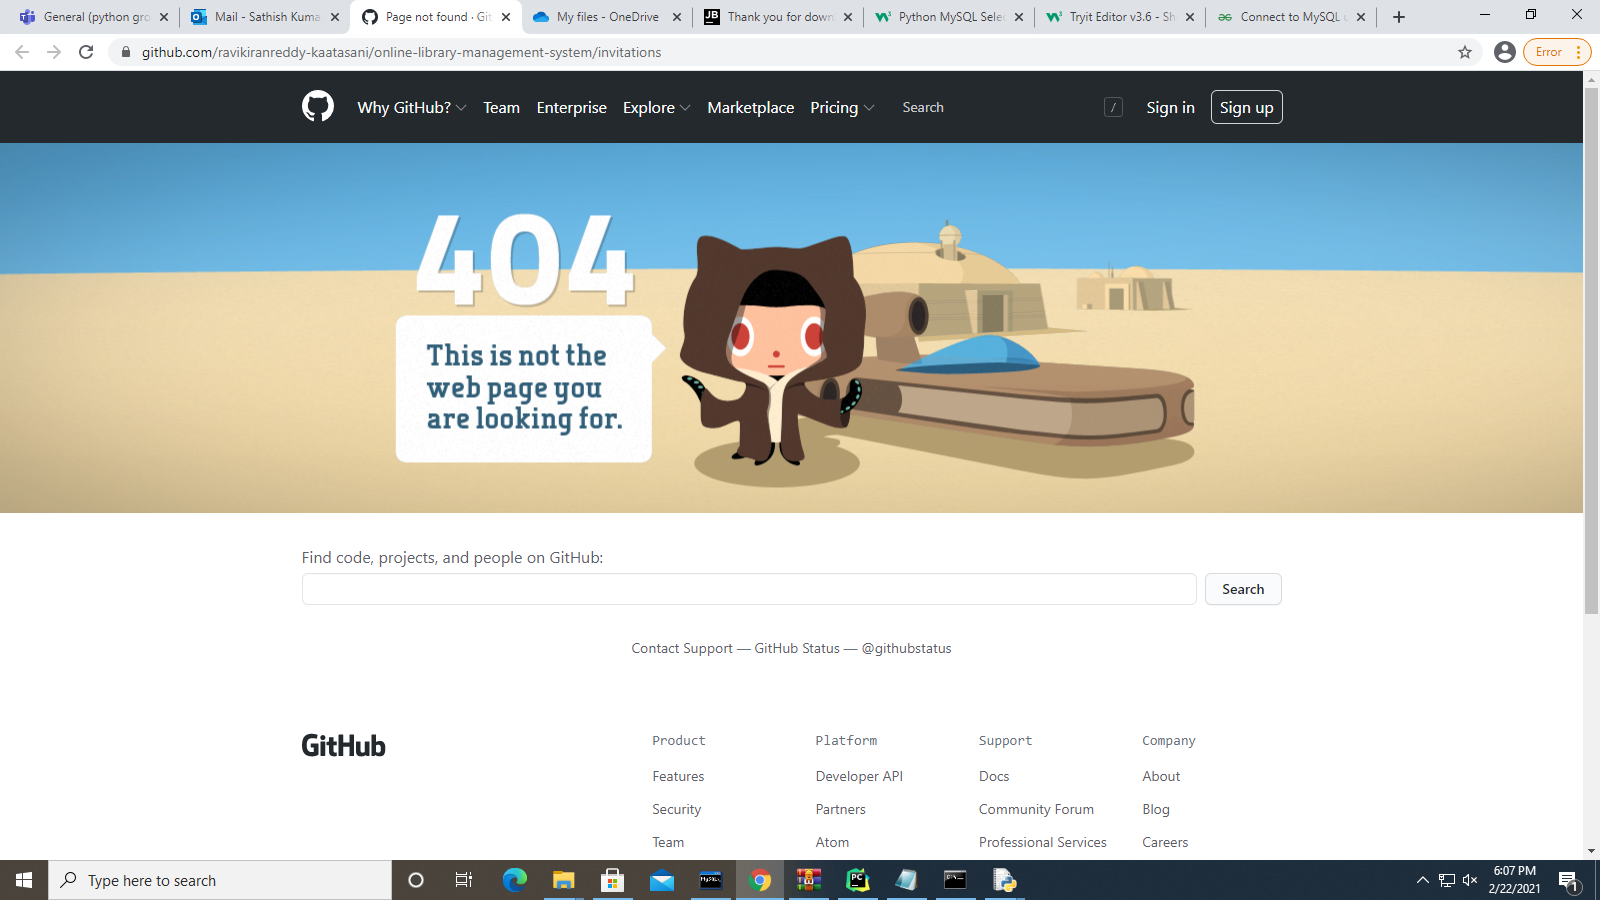 General (python gro
Mail - Sathish Kuma
Page not found · Git
My files - OneDrive
Thank you for down
Python MySQL Selec
Tryit Editor v3.6 - Sh
Connect to MySQL u
github.com/ravikiranreddy-kaatasani/online-library-management-system/invitations
Error
Why GitHub? Team Enterprise Explore Marketplace Pricing Search / Sign in Sign up
404
This is not the
web page you
are looking for.
Find code, projects, and people on GitHub:
Search
Contact Support — GitHub Status — @githubstatus
GitHub
Product Platform Support Company
Features Developer API Docs About
Security Partners Community Forum Blog
Team Atom Professional Services Careers
Type here to search
6:07 PM
2/22/2021
1